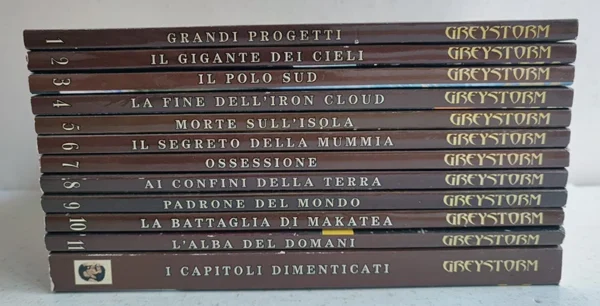 1 GRANDI PROGETTI GREYSTORM
2 IL GIGANTE DEI CIELI GREYSTORM
3 IL POLO SUD GREYSTORM
4 LA FINE DELL'IRON CLOUD GREYSTORM
5 MORTE SULL'ISOLA GREYSTORM
6 IL SEGRETO DELLA MUMMIA GREYSTORM
7 OSSESSIONE GREYSTORM
8 AI CONFINI DELLA TERRA GREYSTORM
9 PADRONE DEL MONDO GREYSTORM
10 LA BATTAGLIA DI MAKATEA GREYSTORM
11 L'ALBA DEL DOMANI GREYSTORM
I CAPITOLI DIMENTICATI GREYSTORM